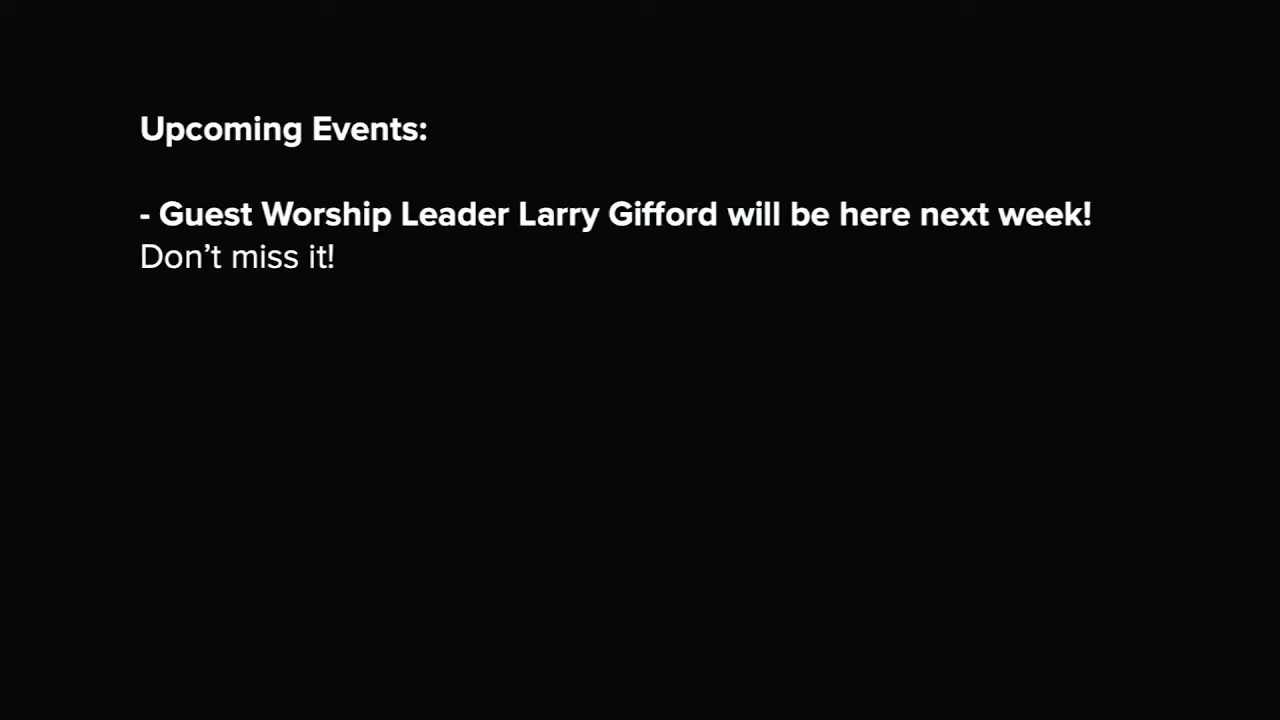 Upcoming Events:
- Guest Worship Leader Larry Gifford will be here next week!
Don’t miss it!